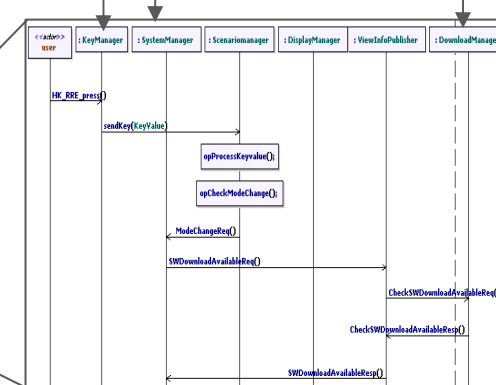 <<actor>>
user
: KeyManager
: SystemManager
: Scenariomanager
: DisplayManager
: ViewInfoPublisher
: DownloadManage
HK_RRE_press()
sendKey(KeyValue)
opProcessKeyvalue();
opCheckModeChange();
ModeChangeReq()
SWDownloadAvailableReq()
CheckSWDownloadAvailableReq(
CheckSWDownloadAvailableResp()
SWDownloadAvailableResp()